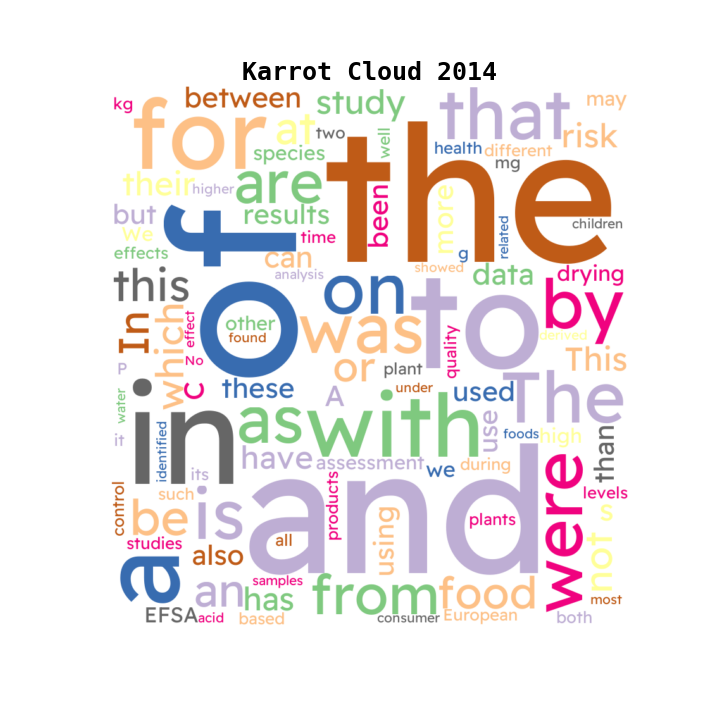 Karrot Cloud 2014
kg
for
between
study
that
may
at
two
well
risk
species
health
different
mg
their
higher
are
the
but
of
results
been
more
g
related
children
We
time
effects
can
analysis
showed
this
on
data
drying
to
by
In
which
effect
other
found
was
quality
derived
No
or
plant
This
P
C
these
A
under
used
The
water
in
as
with
use
foods
high
than
it
identified
have
assessment
we
during
its
such
levels
control
be
is
and
products
using
plants
were
not
s
studies
also
all
a
an
has
samples
from
food
most
EFSA
acid
based
consumer
European
both